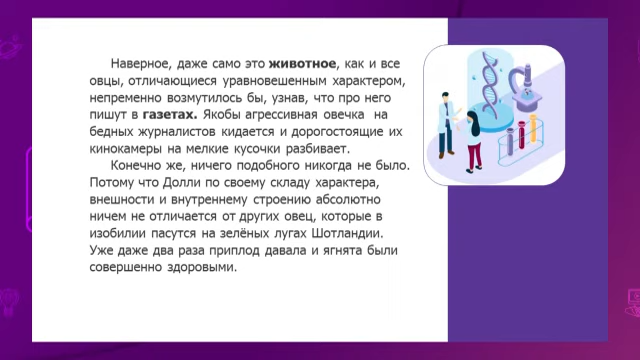 Наверное, даже само это животное, как и все
овцы, отличающиеся уравновешенным характером,
непременно возмутилось бы, узнав, что про него
пишут в газетах. Якобы агрессивная овечка на
бедных журналистов кидается и дорогостоящие их
кинокамеры на мелкие кусочки разбивает.
Конечно же, ничего подобного никогда не было.
Потому что Долли по своему складу характера,
внешности и внутреннему строению абсолютно
ничем не отличается от других овец, которые в
изобилии пасутся на зелёных лугах Шотландии.
Уже даже два раза приплод давала и ягнята были
совершенно здоровыми.